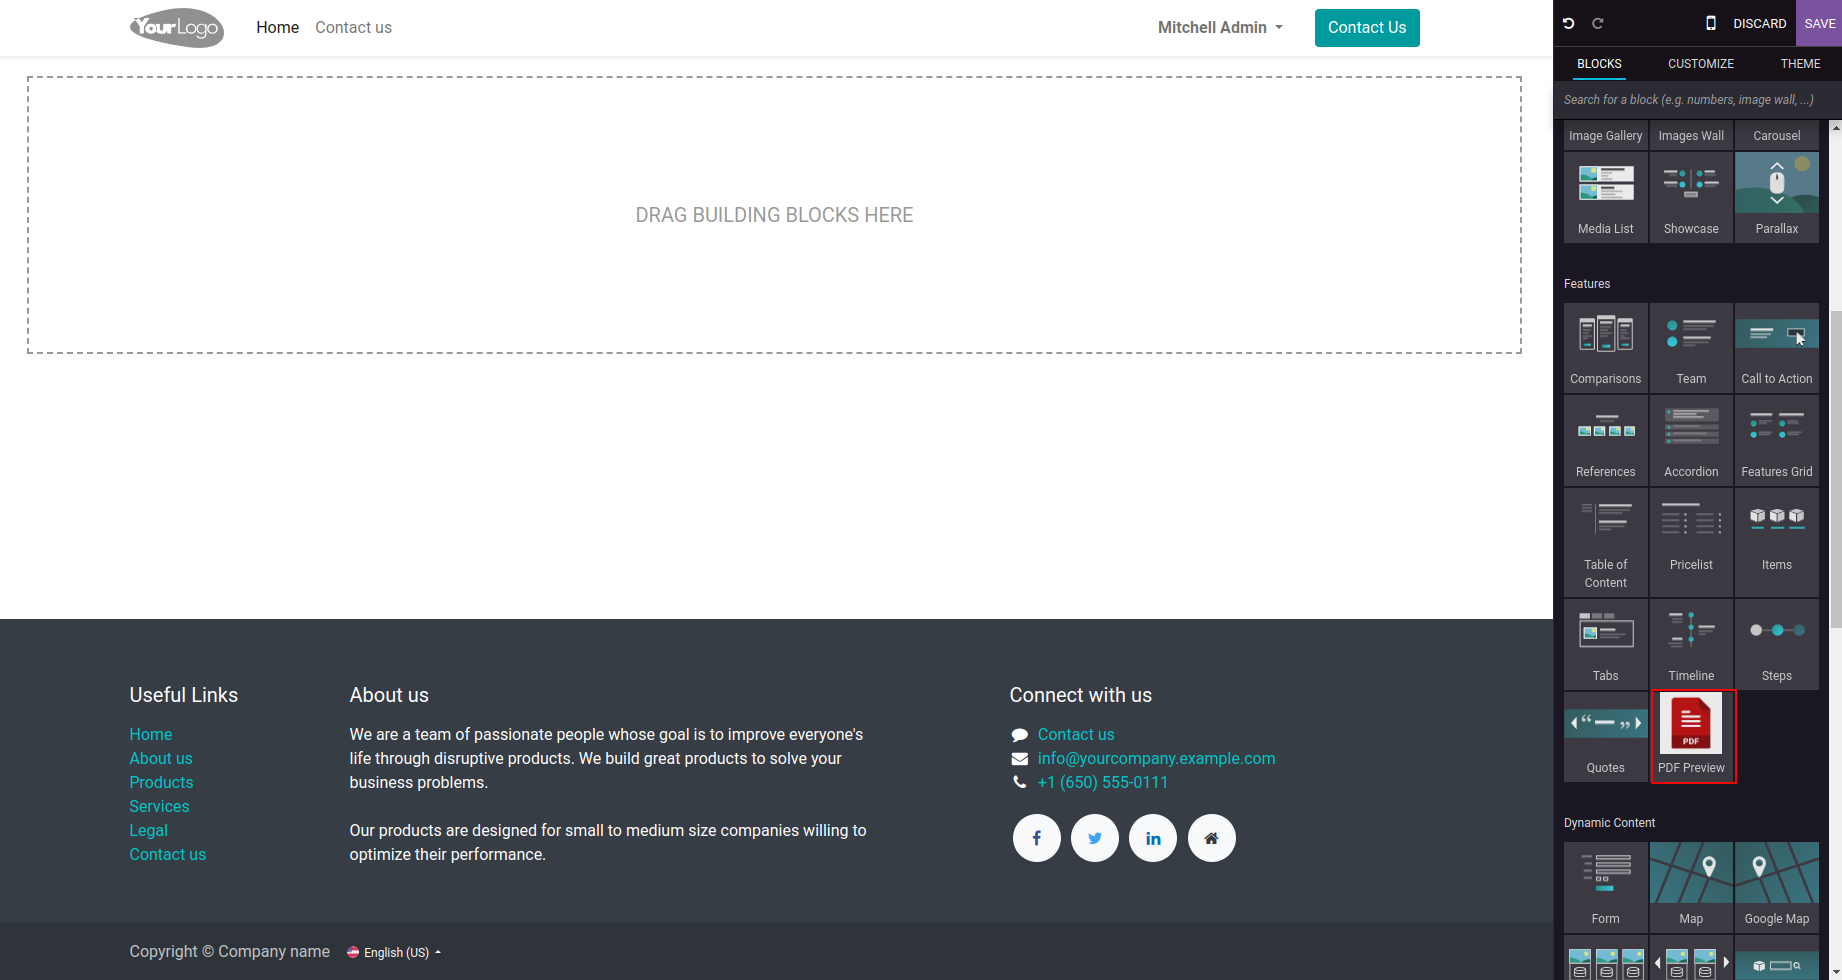 YourLogo
Home
Contact us
Mitchell Admin
Contact Us
DISCARD
SAVE
BLOCKS
CUSTOMIZE
THEME
Search for a block (e.g. numbers, image wall, ...)
DRAG BUILDING BLOCKS HERE
Image Gallery
Images Wall
Carousel
Media List
Showcase
Parallax
Features
Comparisons
Team
Call to Action
References
Accordion
Features Grid
Table of
Content
Pricelist
Items
Tabs
Timeline
Steps
Quotes
PDF
PDF Preview
Dynamic Content
Form
Map
Google Map
Useful Links
Home
About us
Products
Services
Legal
Contact us
About us
We are a team of passionate people whose goal is to improve everyone's
life through disruptive products. We build great products to solve your
business problems.
Our products are designed for small to medium size companies willing to
optimize their performance.
Connect with us
Contact us
info@yourcompany.example.com
+1 (650) 555-0111
Copyright © Company name
English (US)